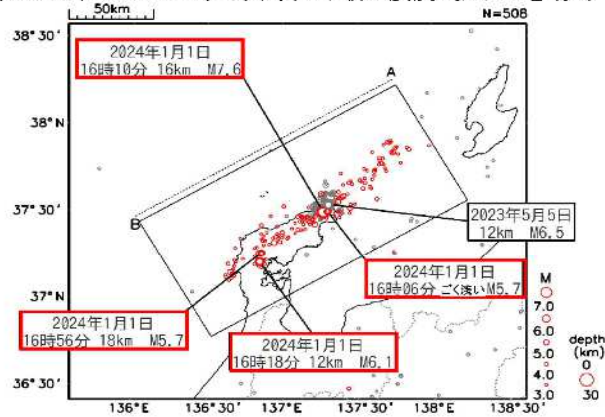 50km
N=508
38°30'
2024年1月1日
16時10分 16km M7.6
A
38°N
37°30'
B
2023年5月5日
12km M6.5
2024年1月1日
16時06分 ごく浅い M5.7
37°N
2024年1月1日
16時56分 18km M5.7
2024年1月1日
16時18分 12km M6.1
M
7.0
6.0
5.0
4.0
3.0
depth
(km)
0
30
36°30'
136°E
136°30'
137°E
137°30'
138°E
138°30'